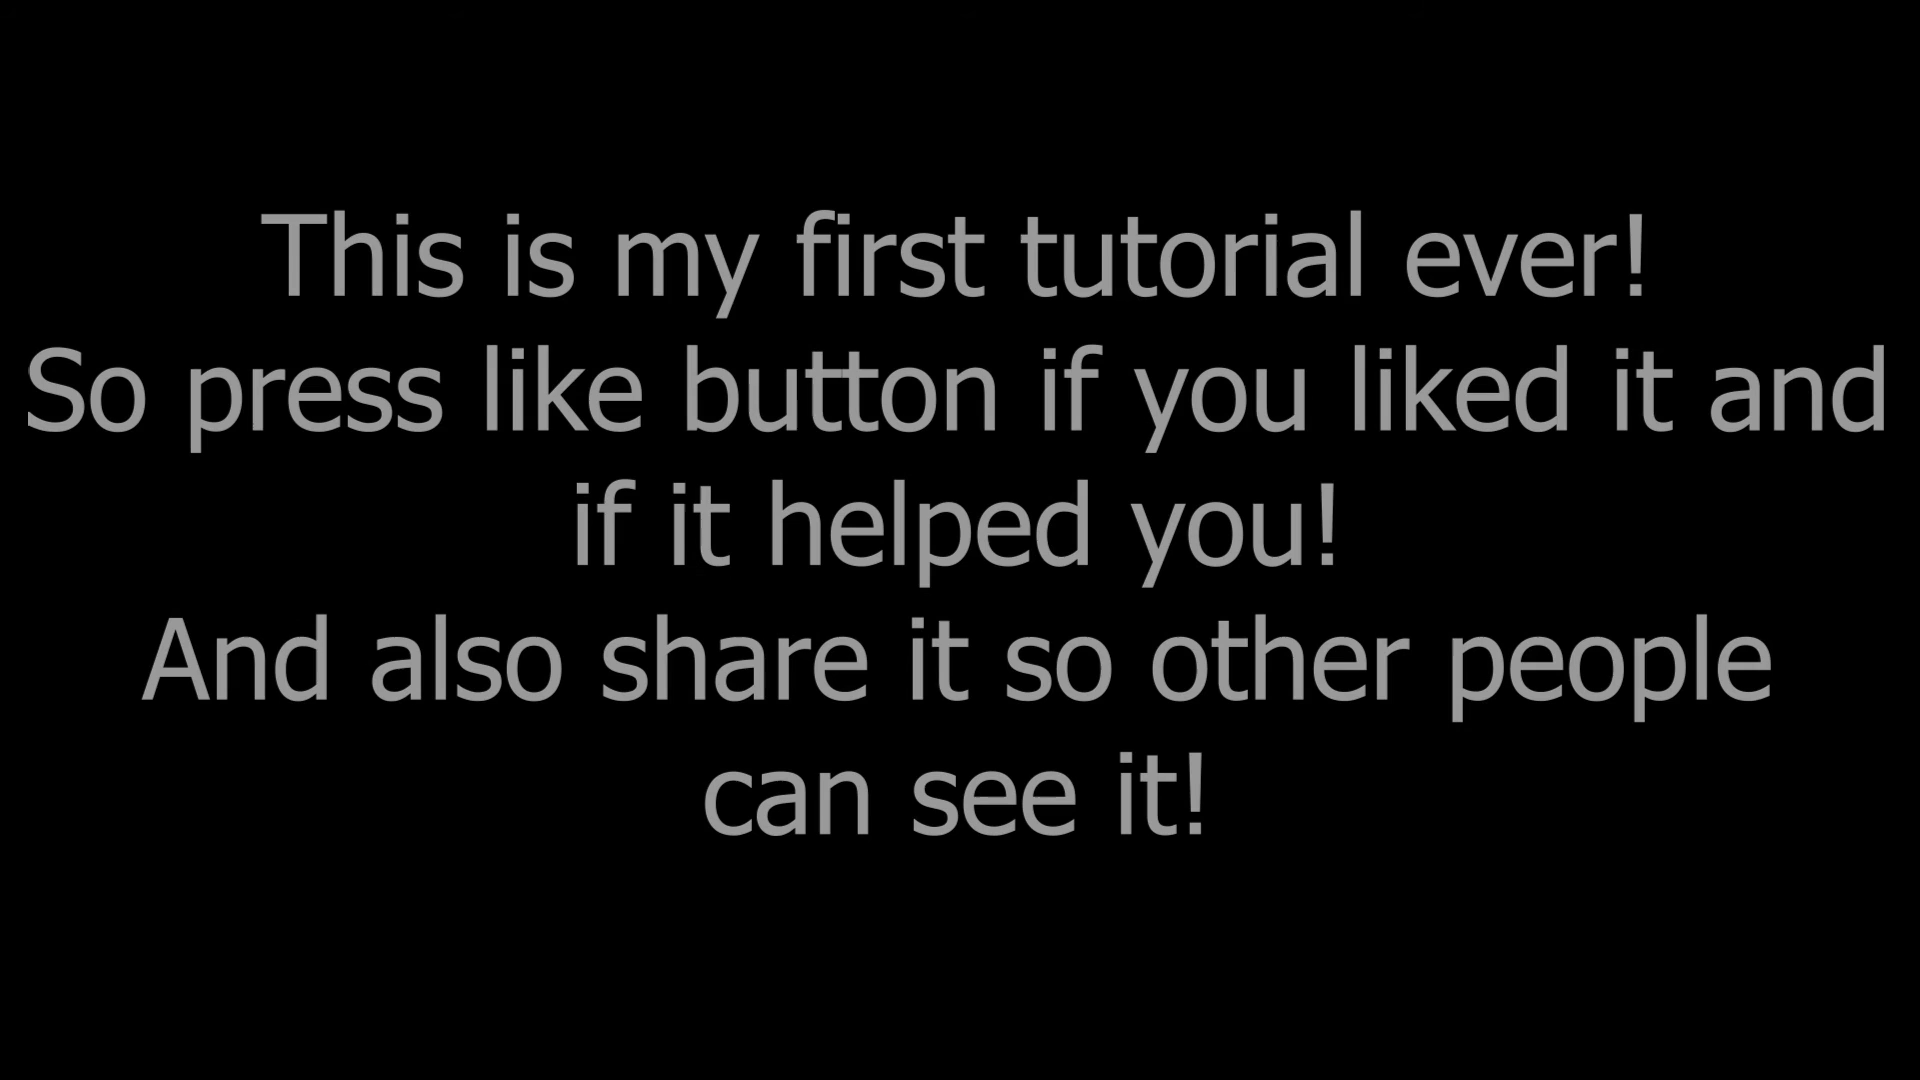 This is my first tutorial ever!
So press like button if you liked it and
if it helped you!
And also share it so other people
can see it!